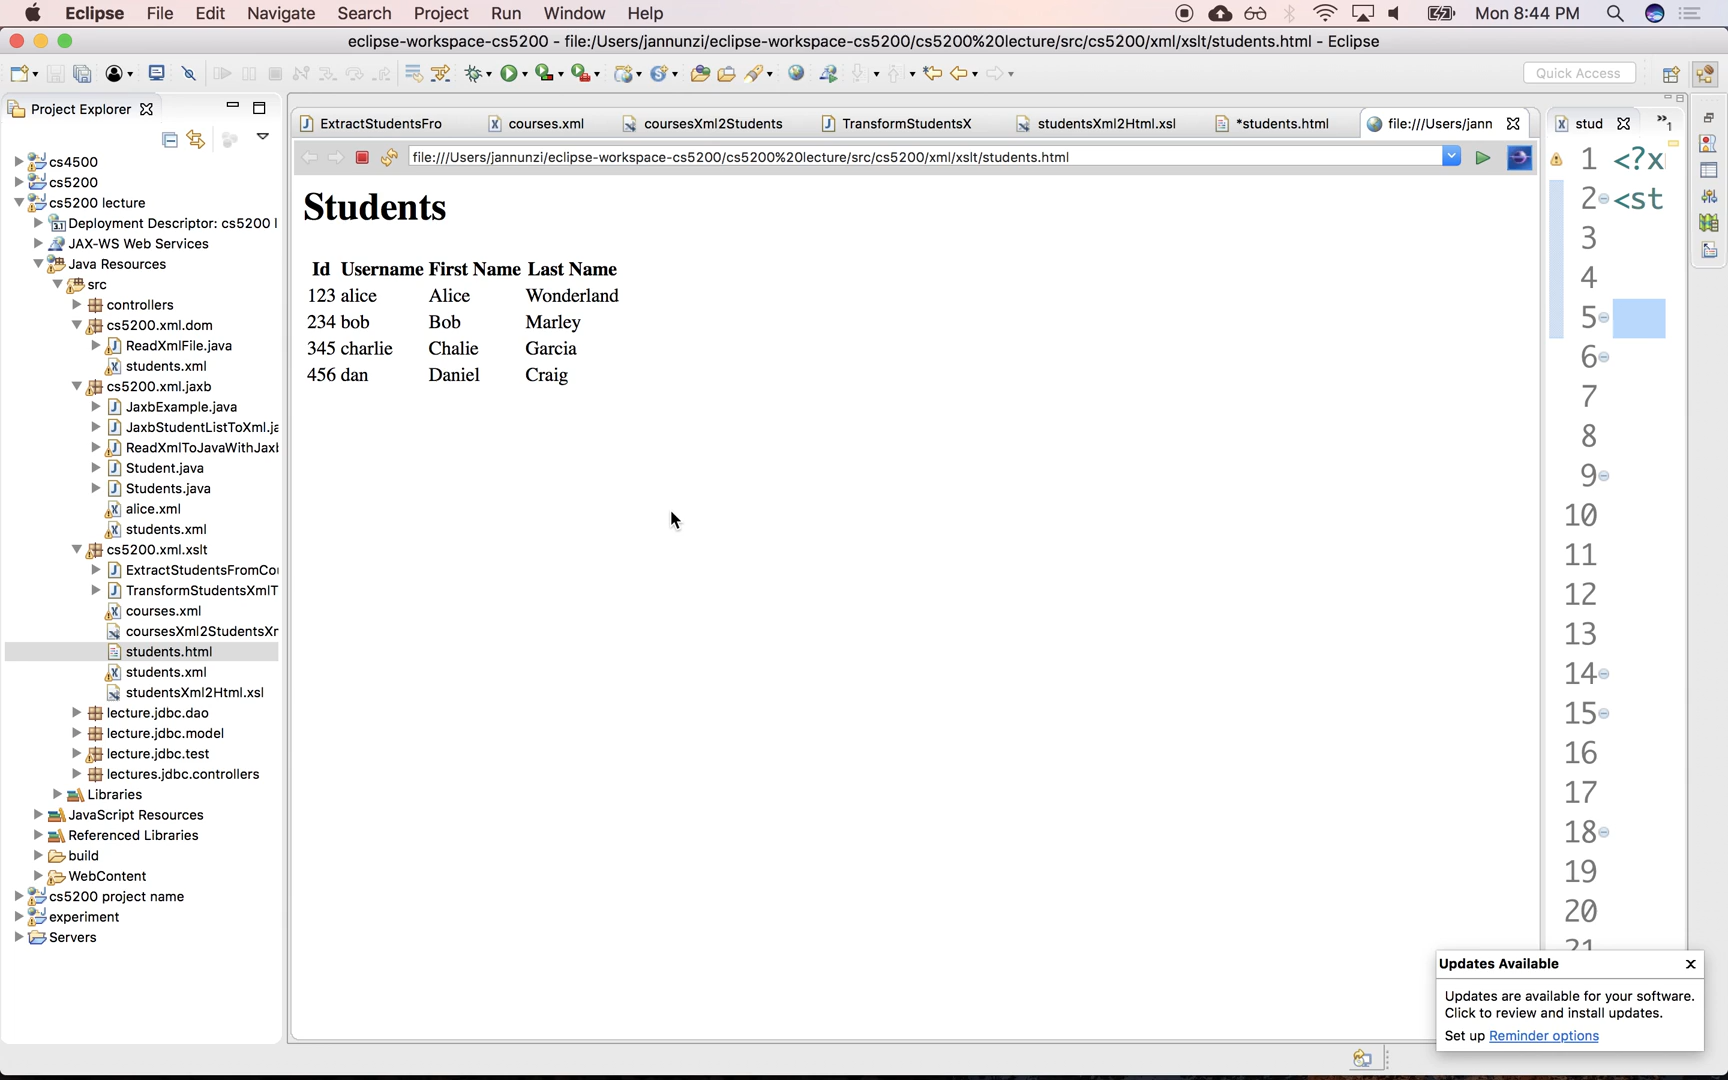 Eclipse File Edit Navigate Search Project Run Window Help Mon 8:44 PM
eclipse-workspace-cs5200 - file:/Users/jannunzi/eclipse-workspace-cs5200/cs5200%20lecture/src/cs5200/xml/xslt/students.html - Eclipse
Quick Access
Project Explorer
cs4500
cs5200
cs5200 lecture
Deployment Descriptor: cs5200 l
JAX-WS Web Services
Java Resources
src
controllers
cs5200.xml.dom
ReadXmlFile.java
students.xml
cs5200.xml.jaxb
JaxbExample.java
JaxbStudentListToXml.ja
ReadXmlToJavaWithJaxb
Student.java
Students.java
alice.xml
students.xml
cs5200.xml.xslt
ExtractStudentsFromCou
TransformStudentsXmlT
courses.xml
coursesXml2StudentsXm
students.html
students.xml
studentsXml2Html.xsl
lecture.jdbc.dao
lecture.jdbc.model
lecture.jdbc.test
lectures.jdbc.controllers
Libraries
JavaScript Resources
Referenced Libraries
build
WebContent
cs5200 project name
experiment
Servers
ExtractStudentsFro courses.xml coursesXml2Students TransformStudentsX studentsXml2Html.xsl *students.html file:///Users/jann
file:///Users/jannunzi/eclipse-workspace-cs5200/cs5200%20lecture/src/cs5200/xml/xslt/students.html
Students
Id Username First Name Last Name
123 alice Alice Wonderland
234 bob Bob Marley
345 charlie Chalie Garcia
456 dan Daniel Craig
stud »1
1 <?x
2 <st
3
4
5
6
7
8
9
10
11
12
13
14
15
16
17
18
19
20
21
Updates Available
Updates are available for your software.
Click to review and install updates.
Set up Reminder options